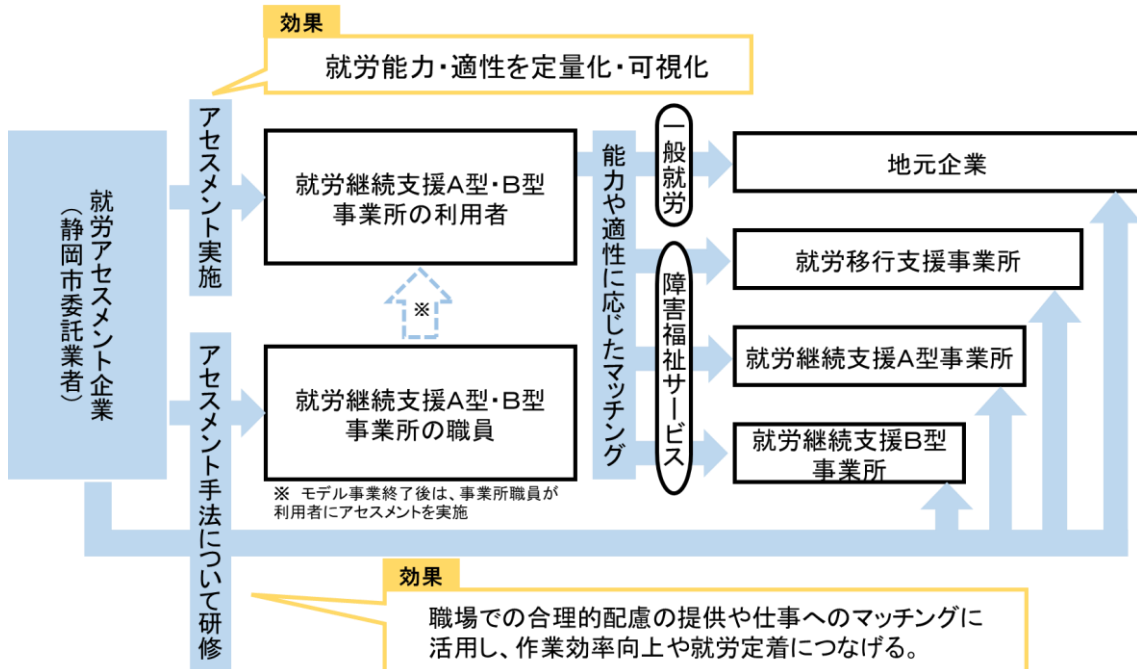 効果
就労能力・適性を定量化・可視化
就労アセスメント企業
(静岡市委託業者)
アセスメント実施
就労継続支援A型・B型
事業所の利用者
※
アセスメント手法について研修
就労継続支援A型・B型
事業所の職員
※ モデル事業終了後は、事業所職員が
利用者にアセスメントを実施
能力や適性に応じたマッチング
一般就労
地元企業
障害福祉サービス
就労移行支援事業所
就労継続支援A型事業所
就労継続支援B型
事業所
効果
職場での合理的配慮の提供や仕事へのマッチングに
活用し、作業効率向上や就労定着につなげる。